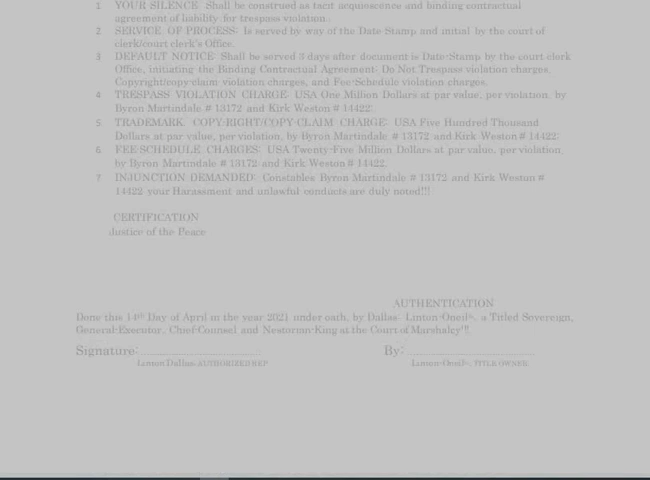 1 YOUR SILENCE: Shall be construed as tacit acquiescence and binding contractual
agreement of liability for trespass violation.
2 SERVICE OF PROCESS: Is served by way of the Date Stamp and initial by the court of
clerk/court clerk's Office.
3 DEFAULT NOTICE: Shall be served 3 days after document is Date-Stamp by the court clerk
Office, initiating the Binding Contractual Agreement: Do Not Trespass violation charges,
Copyright/copy-claim violation charges, and Fee-Schedule violation charges.
4 TRESPASS VIOLATION CHARGE: USA One Million Dollars at par value, per violation, by
Byron Martindale # 13172 and Kirk Weston # 14422.
5 TRADEMARK COPY-RIGHT/COPY-CLAIM CHARGE: USA Five Hundred Thousand
Dollars at par value, per violation, by Byron Martindale # 13172 and Kirk Weston # 14422.
6 FEE-SCHEDULE CHARGES: USA Twenty-Five Million Dollars at par value, per violation
by Byron Martindale # 13172 and Kirk Weston # 14422.
7 INJUNCTION DEMANDED: Constables Byron Martindale # 13172 and Kirk Weston #
14422 your Harassment and unlawful conducts are duly noted!!!
CERTIFICATION
Justice of the Peace
AUTHENTICATION
Done this 14th Day of April in the year 2021 under oath, by Dallas: Linton-Oneil©, a Titled Sovereign,
General-Executor, Chief-Counsel and Nestorian-King at the Court of
Signature: By:
Linton Dallas AUTHORIZED REP Linton-Oneil©, TITLE OWNER